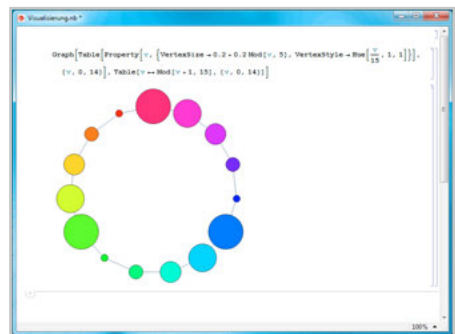 Visualisierung.nb *
Graph[Table[Property[v, {VertexSize → 0.2 + 0.2 Mod[v, 5], VertexStyle → Hue[v/15, 1, 1]}],
{v, 0, 14}], Table[v ↔ Mod[v + 1, 15], {v, 0, 14}]]
100%